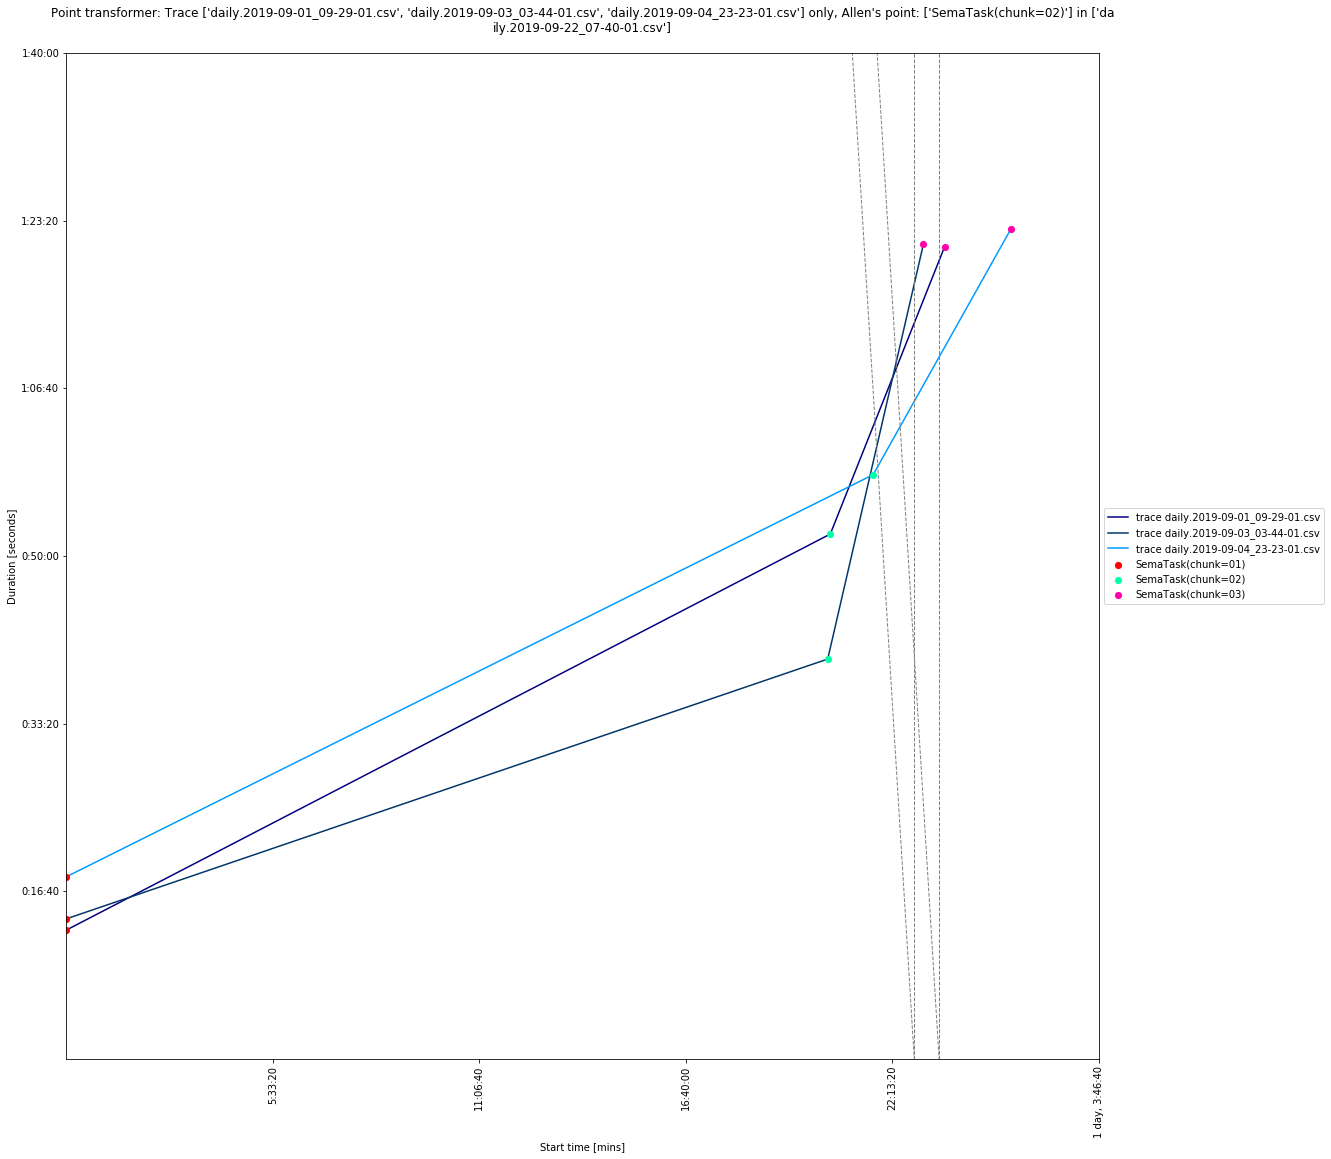 Point transformer: Trace ['daily.2019-09-01_09-29-01.csv', 'daily.2019-09-03_03-44-01.csv', 'daily.2019-09-04_23-23-01.csv'] only, Allen's point: ['SemaTask(chunk=02)'] in ['da
ily.2019-09-22_07-40-01.csv']
1:40:00
1:23:20
1:06:40
0:50:00
0:33:20
0:16:40
Duration [seconds]
trace daily.2019-09-01_09-29-01.csv
trace daily.2019-09-03_03-44-01.csv
trace daily.2019-09-04_23-23-01.csv
SemaTask(chunk=01)
SemaTask(chunk=02)
SemaTask(chunk=03)
5:33:20
11:06:40
16:40:00
22:13:20
1 day, 3:46:40
Start time [mins]